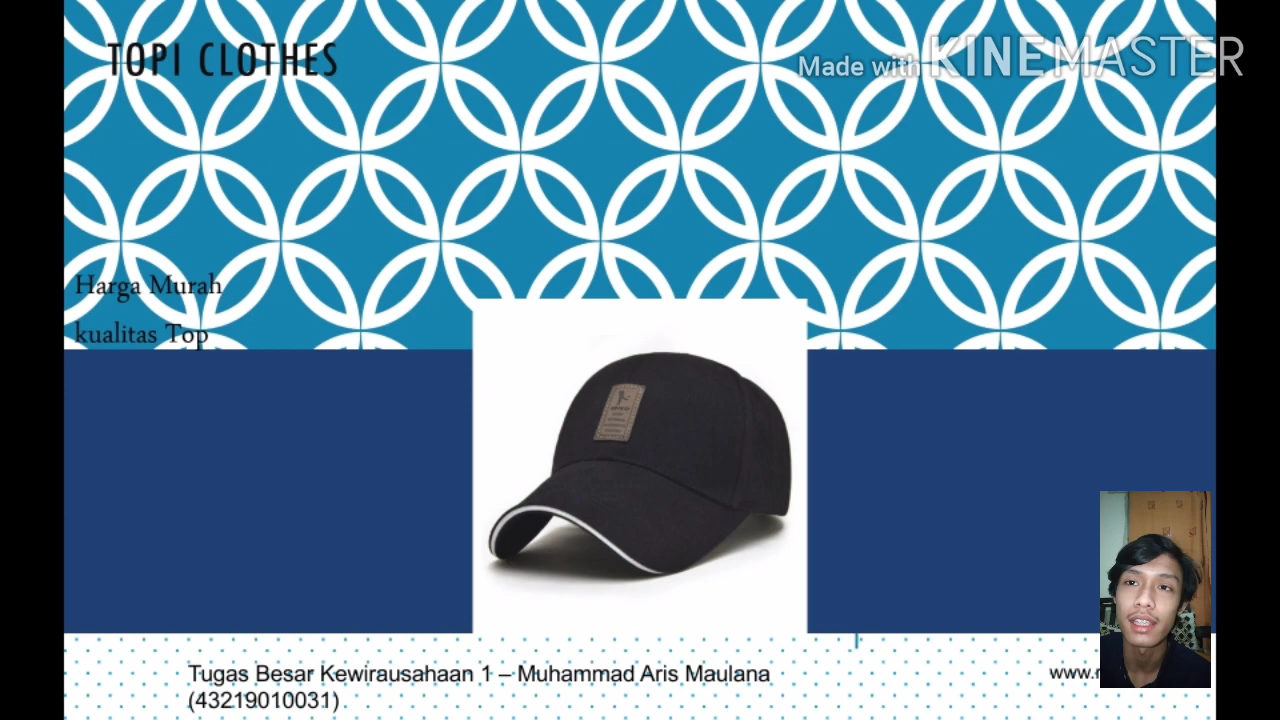 TOPI CLOTHES
Made with KINEMASTER
Harga Murah
kualitas Top
Tugas Besar Kewirausahaan 1 – Muhammad Aris Maulana
(43219010031)